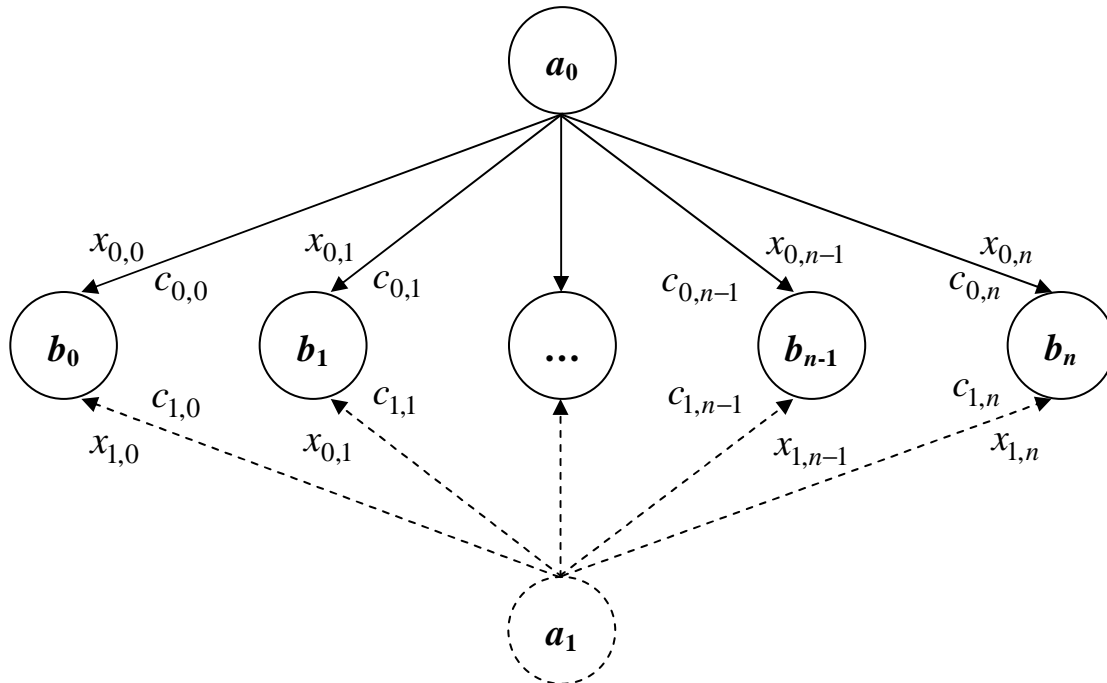 a₀
x₀,₀ x₀,₁ x₀,ₙ₋₁ x₀,ₙ
c₀,₀ c₀,₁ c₀,ₙ₋₁ c₀,ₙ
b₀ b₁ ... bₙ₋₁ bₙ
c₁,₀ c₁,₁ c₁,ₙ₋₁ c₁,ₙ
x₁,₀ x₀,₁ x₁,ₙ₋₁ x₁,ₙ
a₁